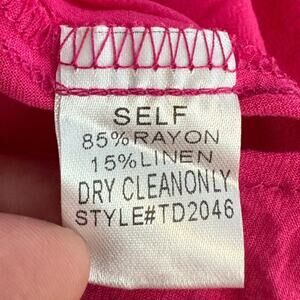 SELF
85%RAYON
15%LINEN
DRY CLEANONLY
STYLE#TD2046